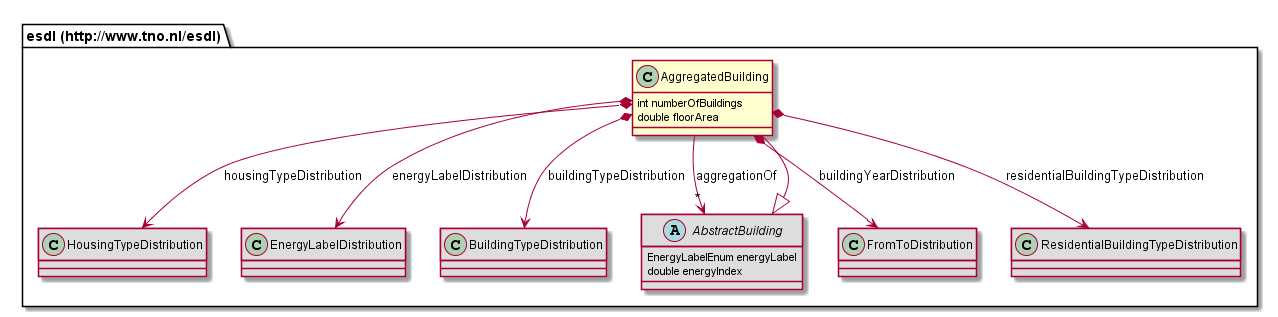 esdl (http://www.tno.nl/esdl)
C AggregatedBuilding
int numberOfBuildings
double floorArea
housingTypeDistribution
energyLabelDistribution
buildingTypeDistribution
aggregationOf
buildingYearDistribution
residentialBuildingTypeDistribution
*
C HousingTypeDistribution
C EnergyLabelDistribution
C BuildingTypeDistribution
A AbstractBuilding
EnergyLabelEnum energyLabel
double energyIndex
C FromToDistribution
C ResidentialBuildingTypeDistribution